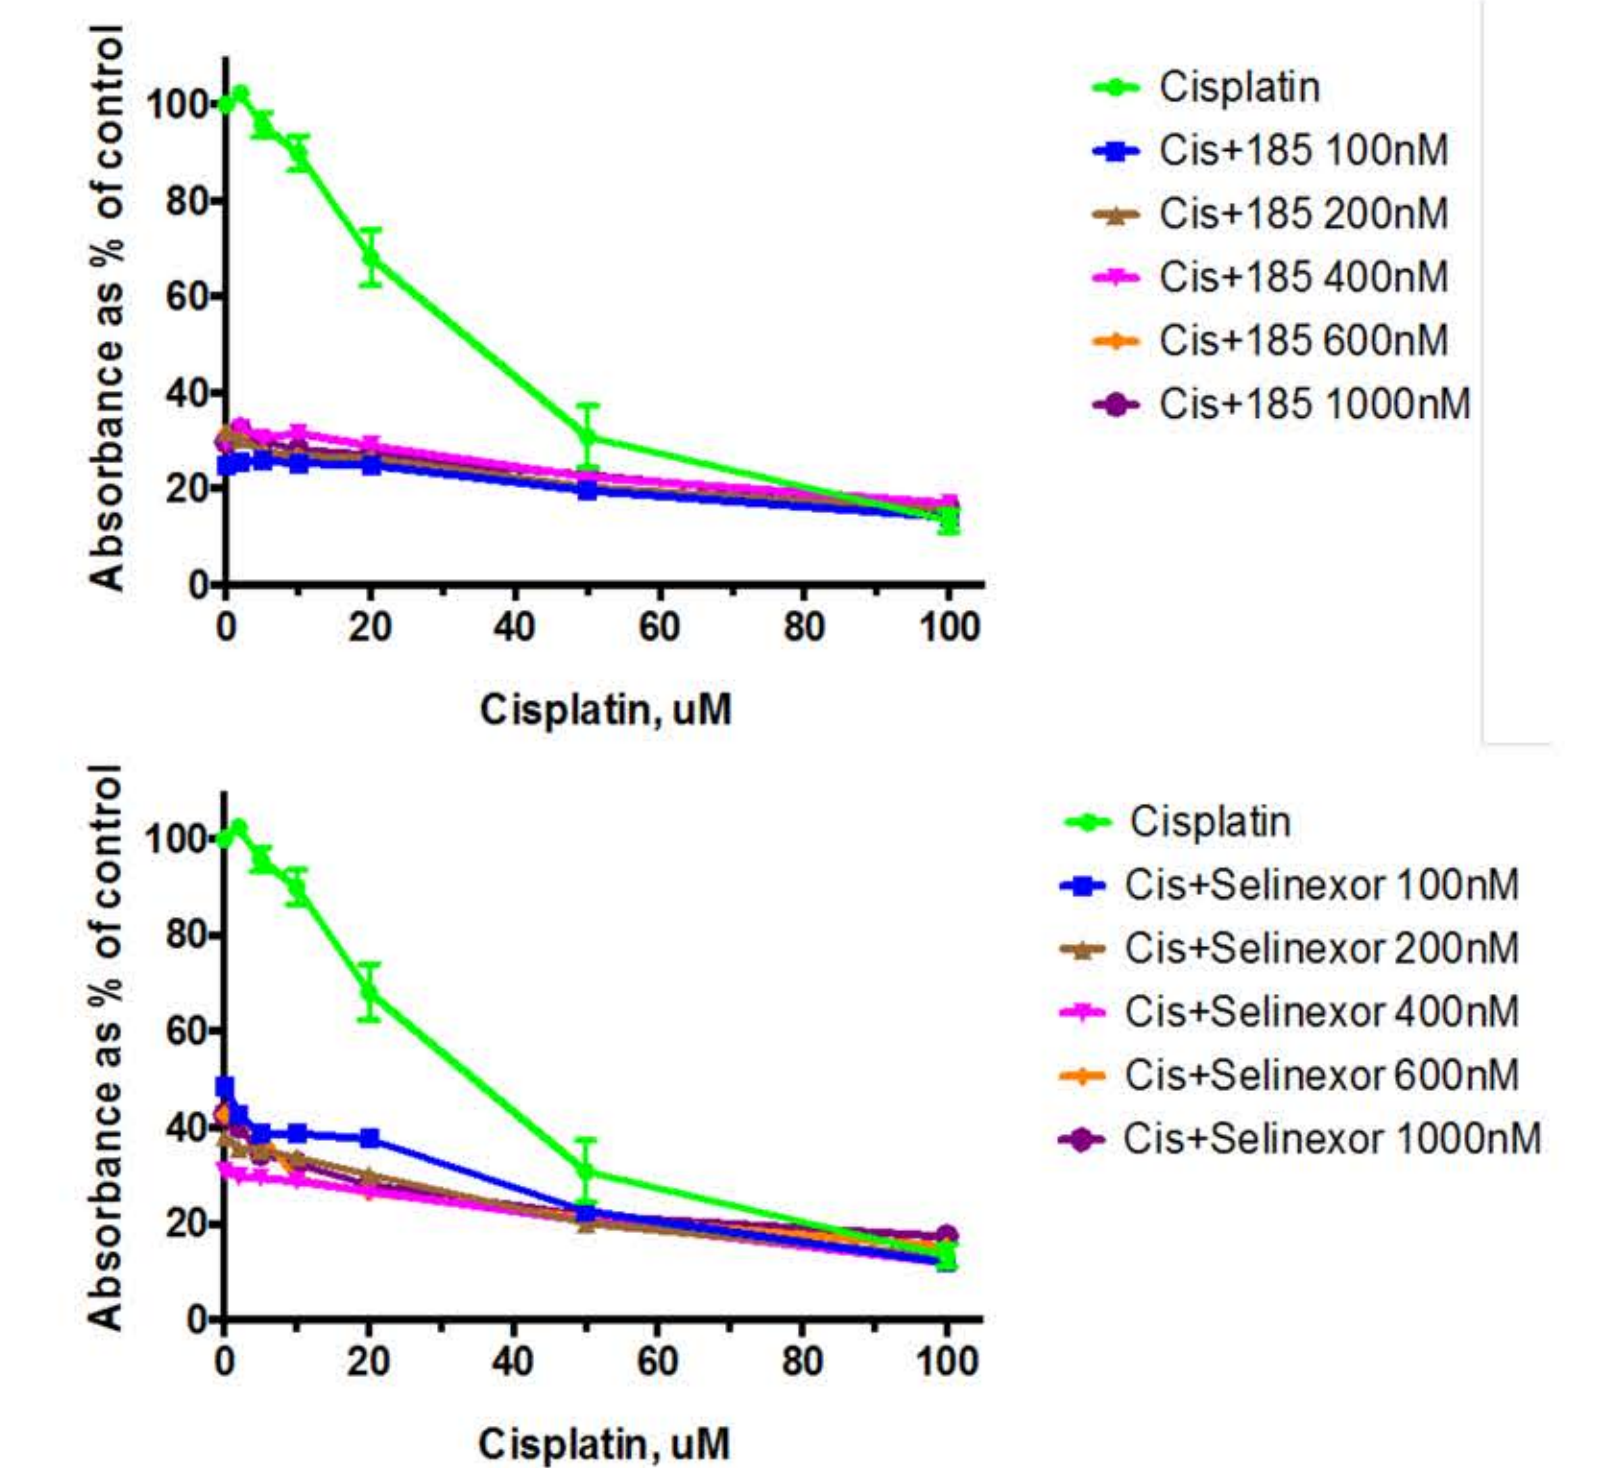 Absorbance as % of control
100
80
60
40
20
0
0 20 40 60 80 100
Cisplatin, uM
Cisplatin
Cis+185 100nM
Cis+185 200nM
Cis+185 400nM
Cis+185 600nM
Cis+185 1000nM
Absorbance as % of control
100
80
60
40
20
0
0 20 40 60 80 100
Cisplatin, uM
Cisplatin
Cis+Selinexor 100nM
Cis+Selinexor 200nM
Cis+Selinexor 400nM
Cis+Selinexor 600nM
Cis+Selinexor 1000nM